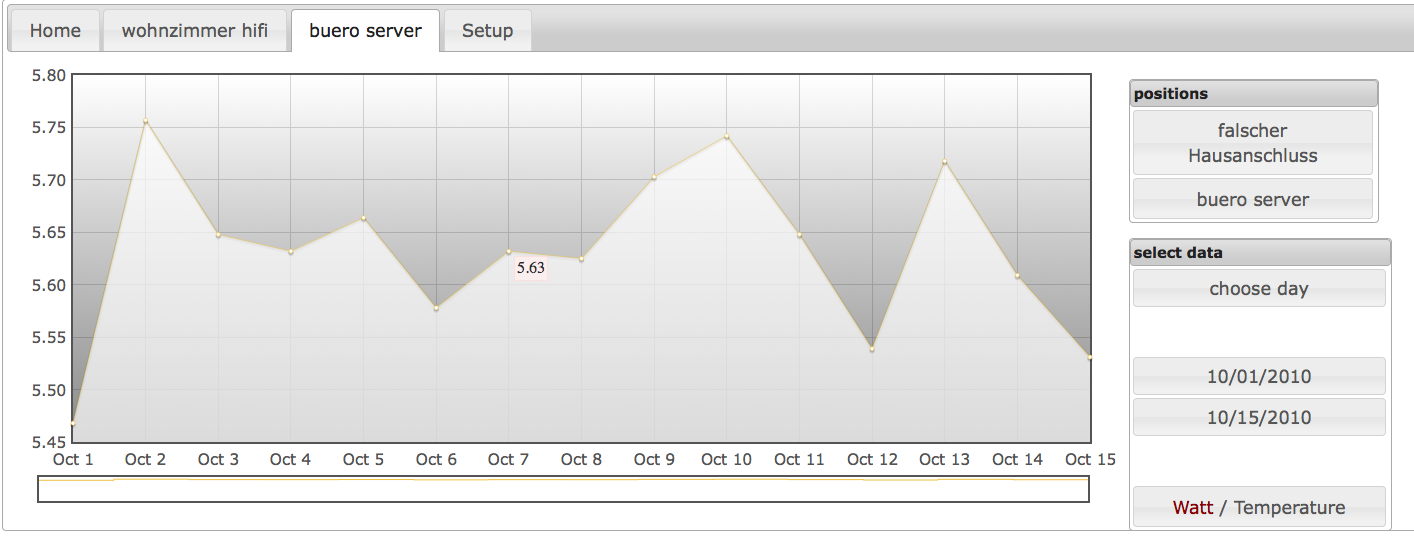 Home wohnzimmer hifi buero server Setup
5.80
5.75
5.70
5.65
5.60
5.55
5.50
5.45
5.63
Oct 1 Oct 2 Oct 3 Oct 4 Oct 5 Oct 6 Oct 7 Oct 8 Oct 9 Oct 10 Oct 11 Oct 12 Oct 13 Oct 14 Oct 15
positions
falscher
Hausanschluss
buero server
select data
choose day
10/01/2010
10/15/2010
Watt / Temperature